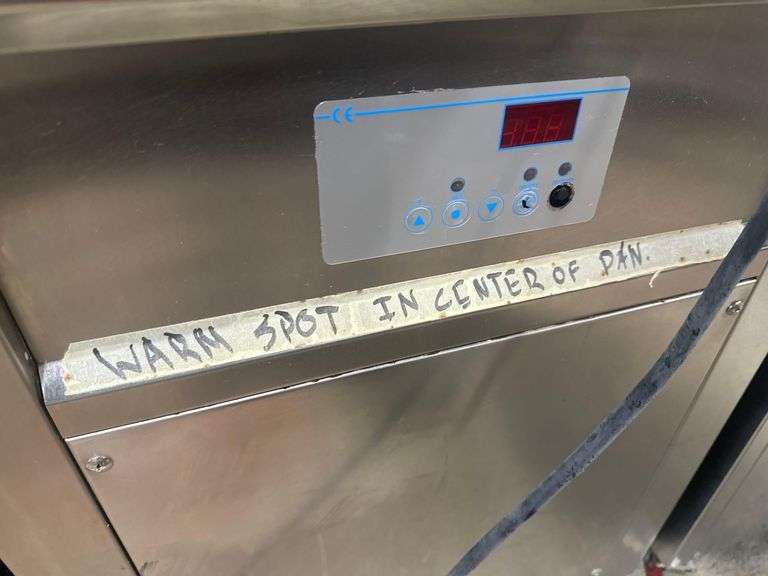 CE
WARM SPOT IN CENTER OF PAN.